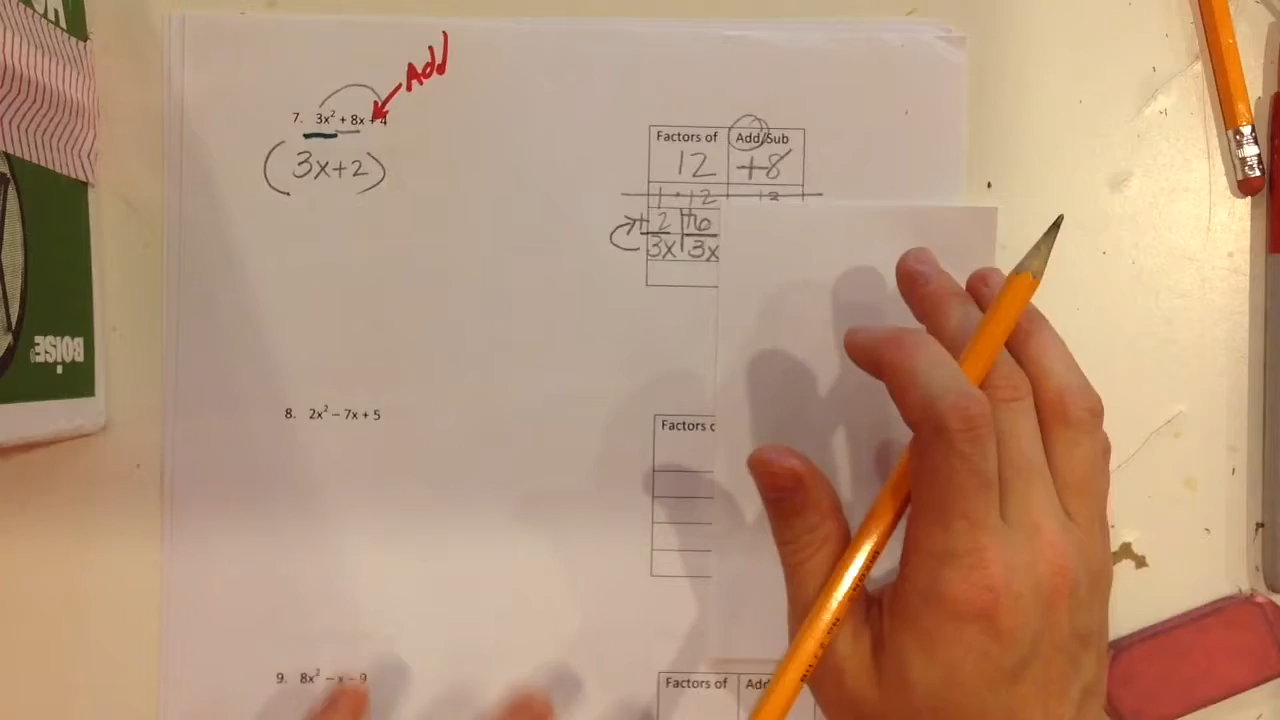 Add
7. 3x² + 8x + 4
(3x+2)
Factors of Add/Sub
12 +8
1 · 12 13
+2 +6
3x 3x
BOISE
8. 2x² – 7x + 5
Factors
9. 8x² – x – 9
Factors of Add